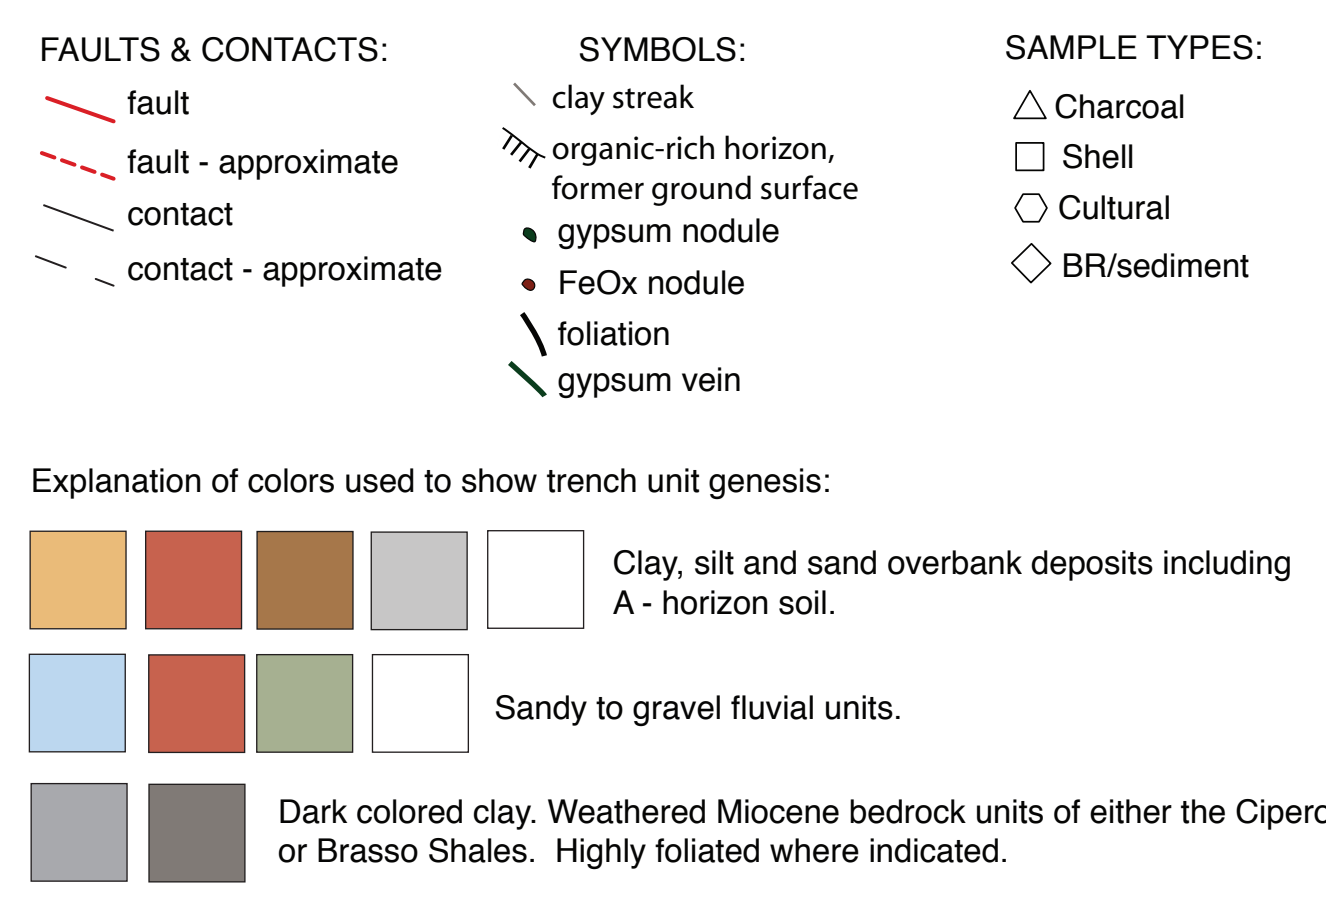 FAULTS & CONTACTS:
fault
fault - approximate
contact
contact - approximate
SYMBOLS:
clay streak
organic-rich horizon,
former ground surface
gypsum nodule
FeOx nodule
foliation
gypsum vein
SAMPLE TYPES:
Charcoal
Shell
Cultural
BR/sediment
Explanation of colors used to show trench unit genesis:
Clay, silt and sand overbank deposits including
A - horizon soil.
Sandy to gravel fluvial units.
Dark colored clay. Weathered Miocene bedrock units of either the Cipero
or Brasso Shales. Highly foliated where indicated.